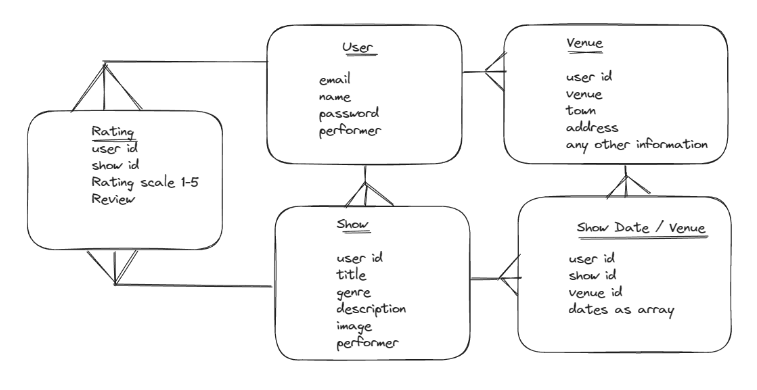 User
email
name
password
performer
Venue
user id
venue
town
address
any other information
Rating
user id
show id
Rating scale 1-5
Review
Show
user id
title
genre
description
image
performer
Show Date / Venue
user id
show id
venue id
dates as array